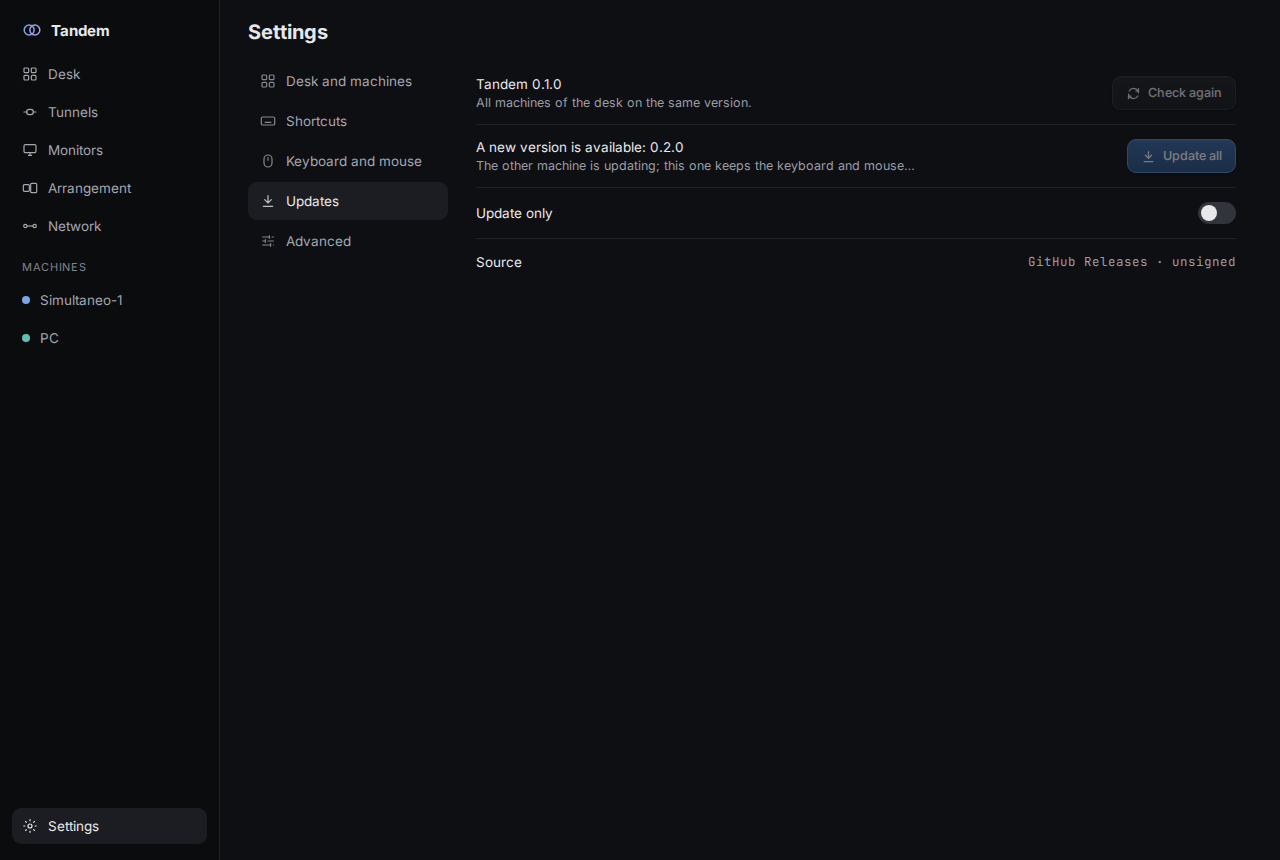 Tandem
Desk
Tunnels
Monitors
Arrangement
Network
MACHINES
Simultaneo-1
PC
Settings
Settings
Desk and machines
Shortcuts
Keyboard and mouse
Updates
Advanced
Tandem 0.1.0
All machines of the desk on the same version.
Check again
A new version is available: 0.2.0
The other machine is updating; this one keeps the keyboard and mouse...
Update all
Update only
Source
GitHub Releases · unsigned